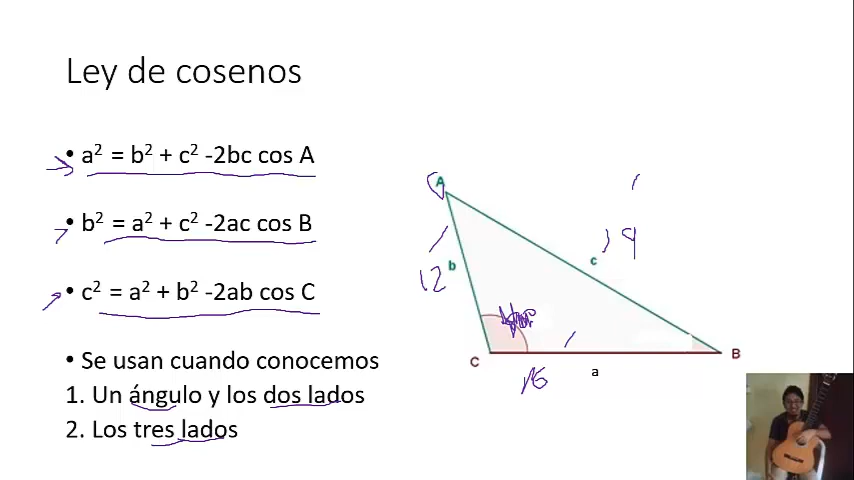 Ley de cosenos
• a² = b² + c² -2bc cos A
• b² = a² + c² -2ac cos B
• c² = a² + b² -2ab cos C
• Se usan cuando conocemos
1. Un ángulo y los dos lados
2. Los tres lados
A
9
b
c
12
C
B
a
15